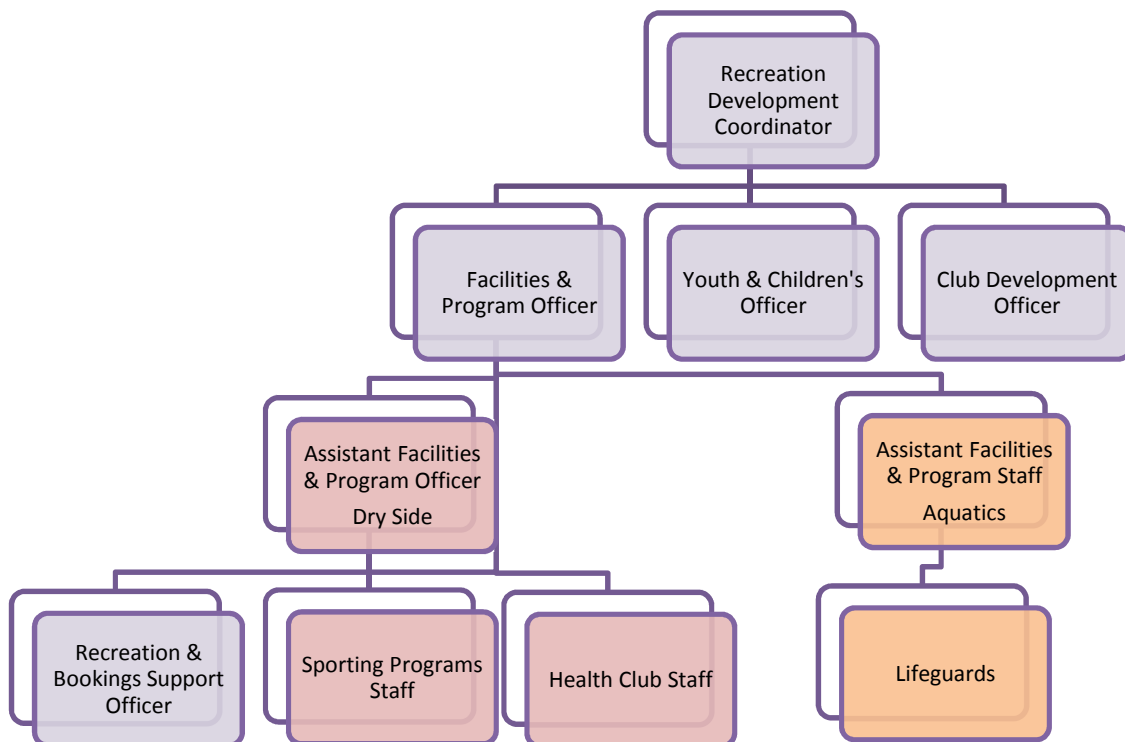 Recreation
Development
Coordinator
Facilities &
Program Officer
Youth & Children's
Officer
Club Development
Officer
Assistant Facilities
& Program Officer
Dry Side
Assistant Facilities
& Program Staff
Aquatics
Recreation &
Bookings Support
Officer
Sporting Programs
Staff
Health Club Staff
Lifeguards